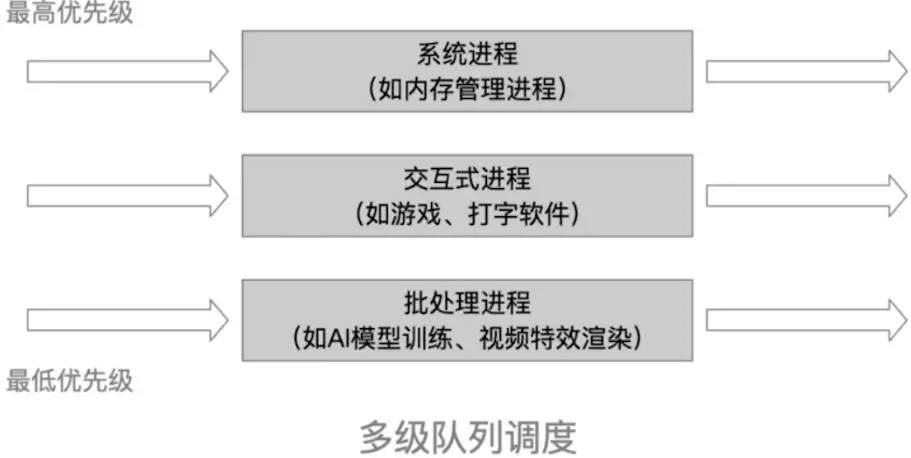 最高优先级
系统进程
（如内存管理进程）
交互式进程
（如游戏、打字软件）
批处理进程
（如AI模型训练、视频特效渲染）
最低优先级
多级队列调度